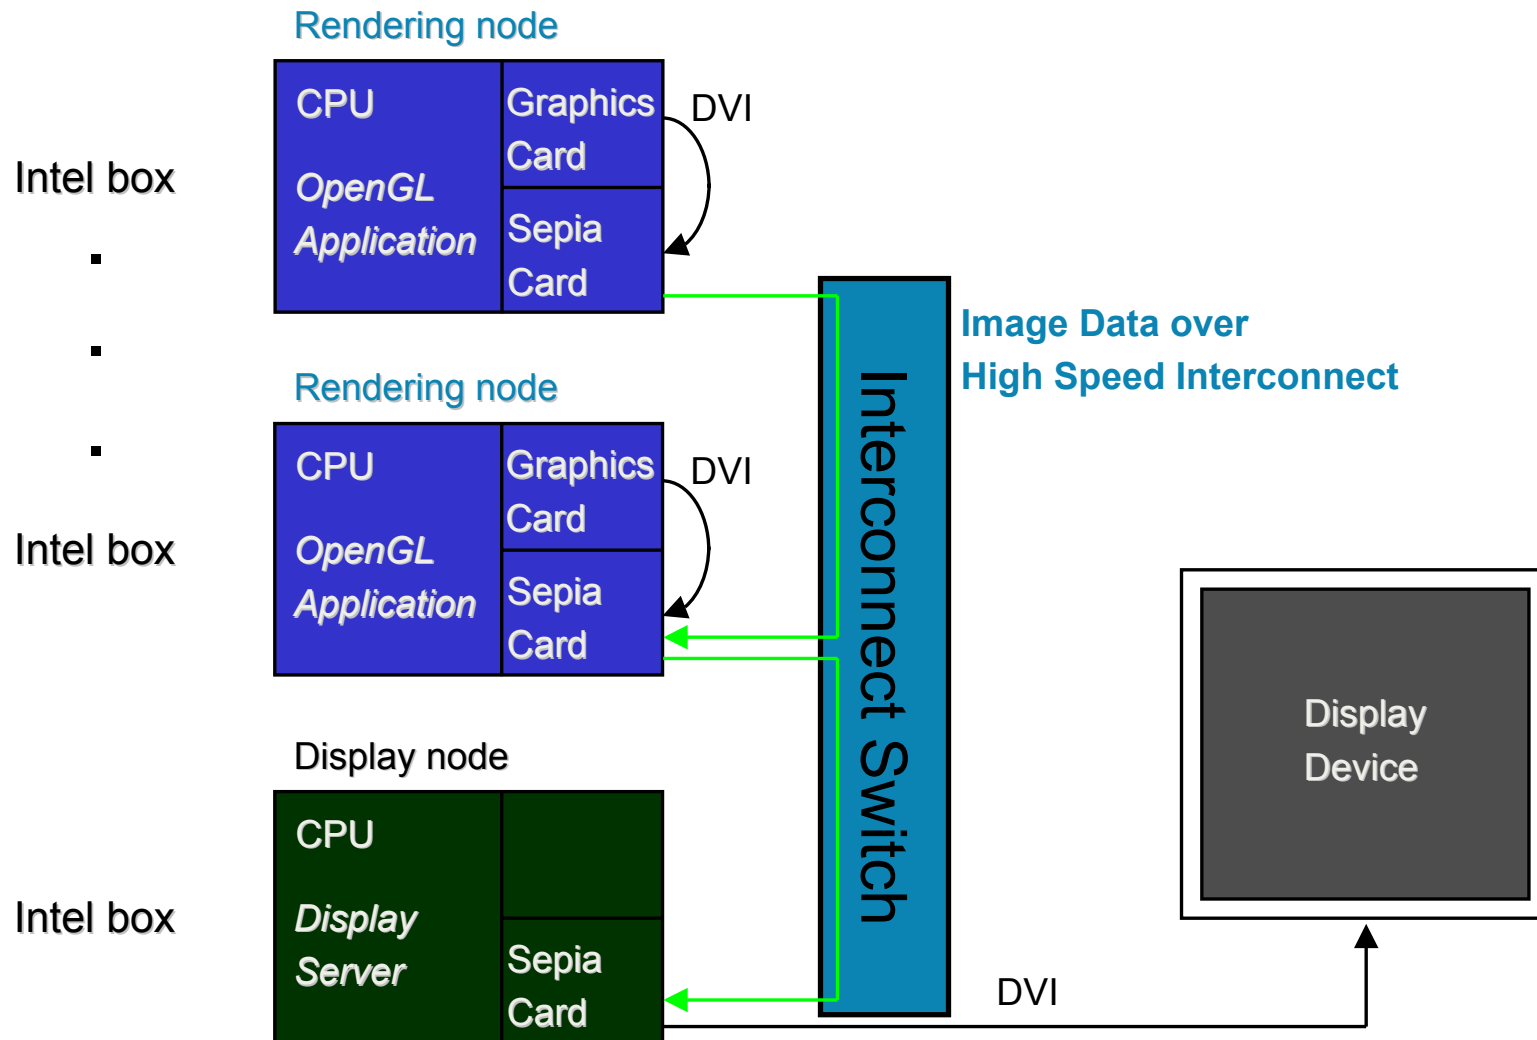 Rendering node
CPU
OpenGL
Application
Graphics
Card
Sepia
Card
DVI
Intel box
Image Data over
High Speed Interconnect
Interconnect Switch
Rendering node
CPU
OpenGL
Application
Graphics
Card
Sepia
Card
DVI
Intel box
Display
Device
Display node
CPU
Display
Server
Sepia
Card
Intel box
DVI